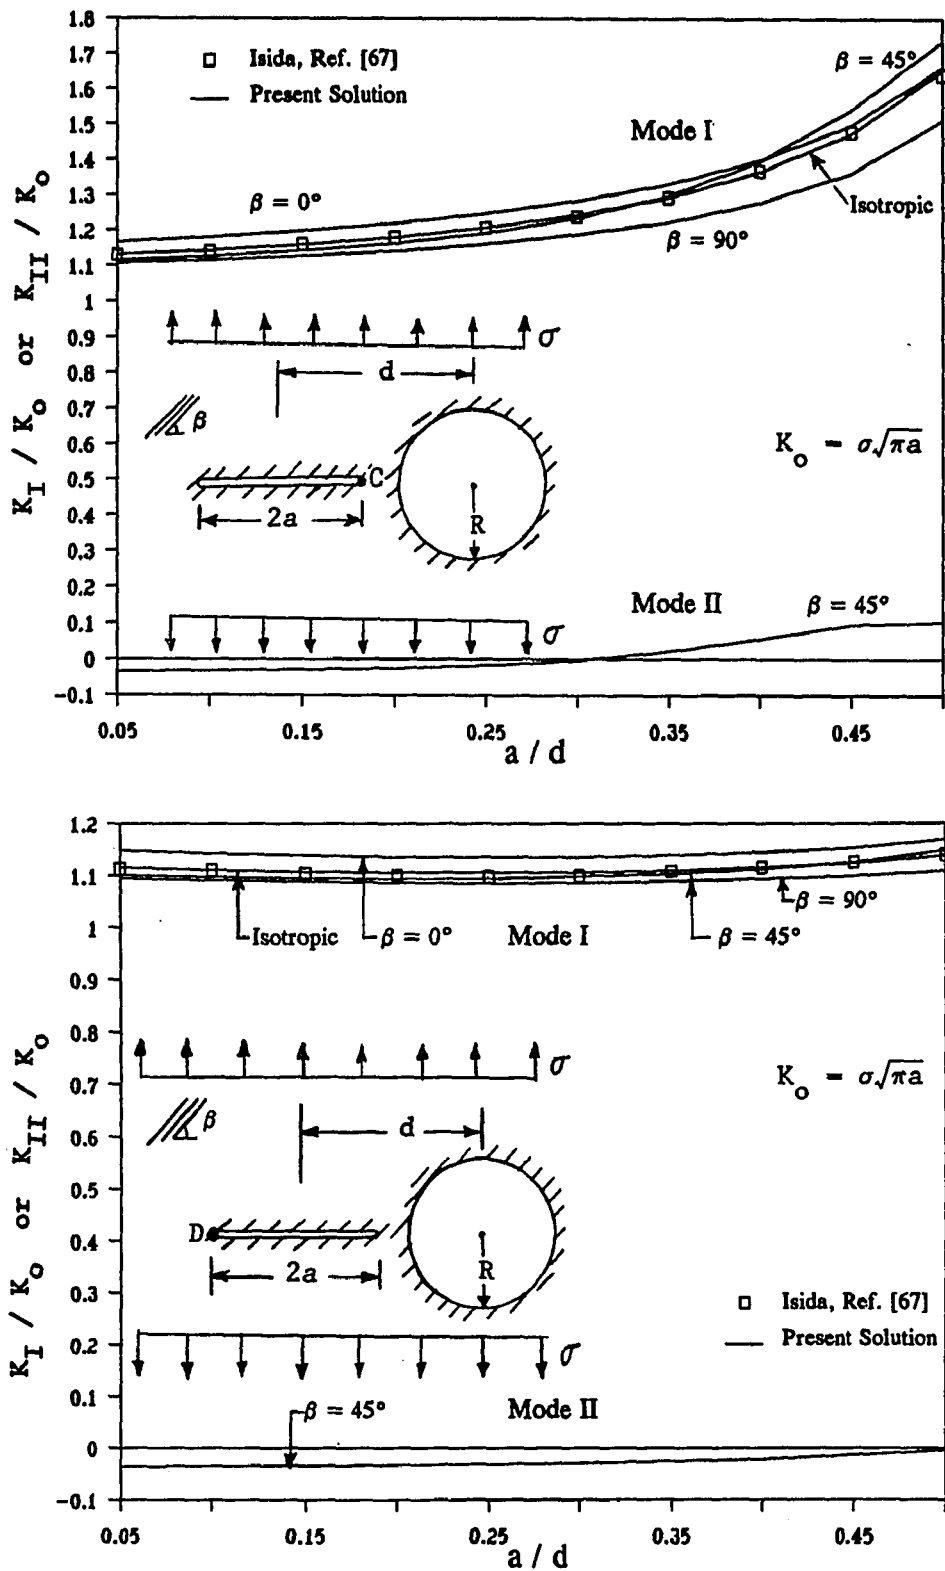 1.8
1.7
1.6
1.5
1.4
1.3
1.2
1.1
1
0.9
0.8
0.7
0.6
0.5
0.4
0.3
0.2
0.1
0
−0.1
K_I / K_O or K_II / K_O
Isida, Ref. [67]
Present Solution
β = 45°
Mode I
β = 0°
Isotropic
β = 90°
σ
d
β
K_O = σ√πa
C
2a
R
Mode II
β = 45°
σ
0.05
0.15
0.25
0.35
0.45
a / d
1.2
1.1
1
0.9
0.8
0.7
0.6
0.5
0.4
0.3
0.2
0.1
0
−0.1
K_I / K_O or K_II / K_O
Isotropic
β = 0°
Mode I
β = 45°
β = 90°
σ
K_O = σ√πa
β
d
D
2a
R
Isida, Ref. [67]
Present Solution
σ
β = 45°
Mode II
0.05
0.15
0.25
0.35
0.45
a / d